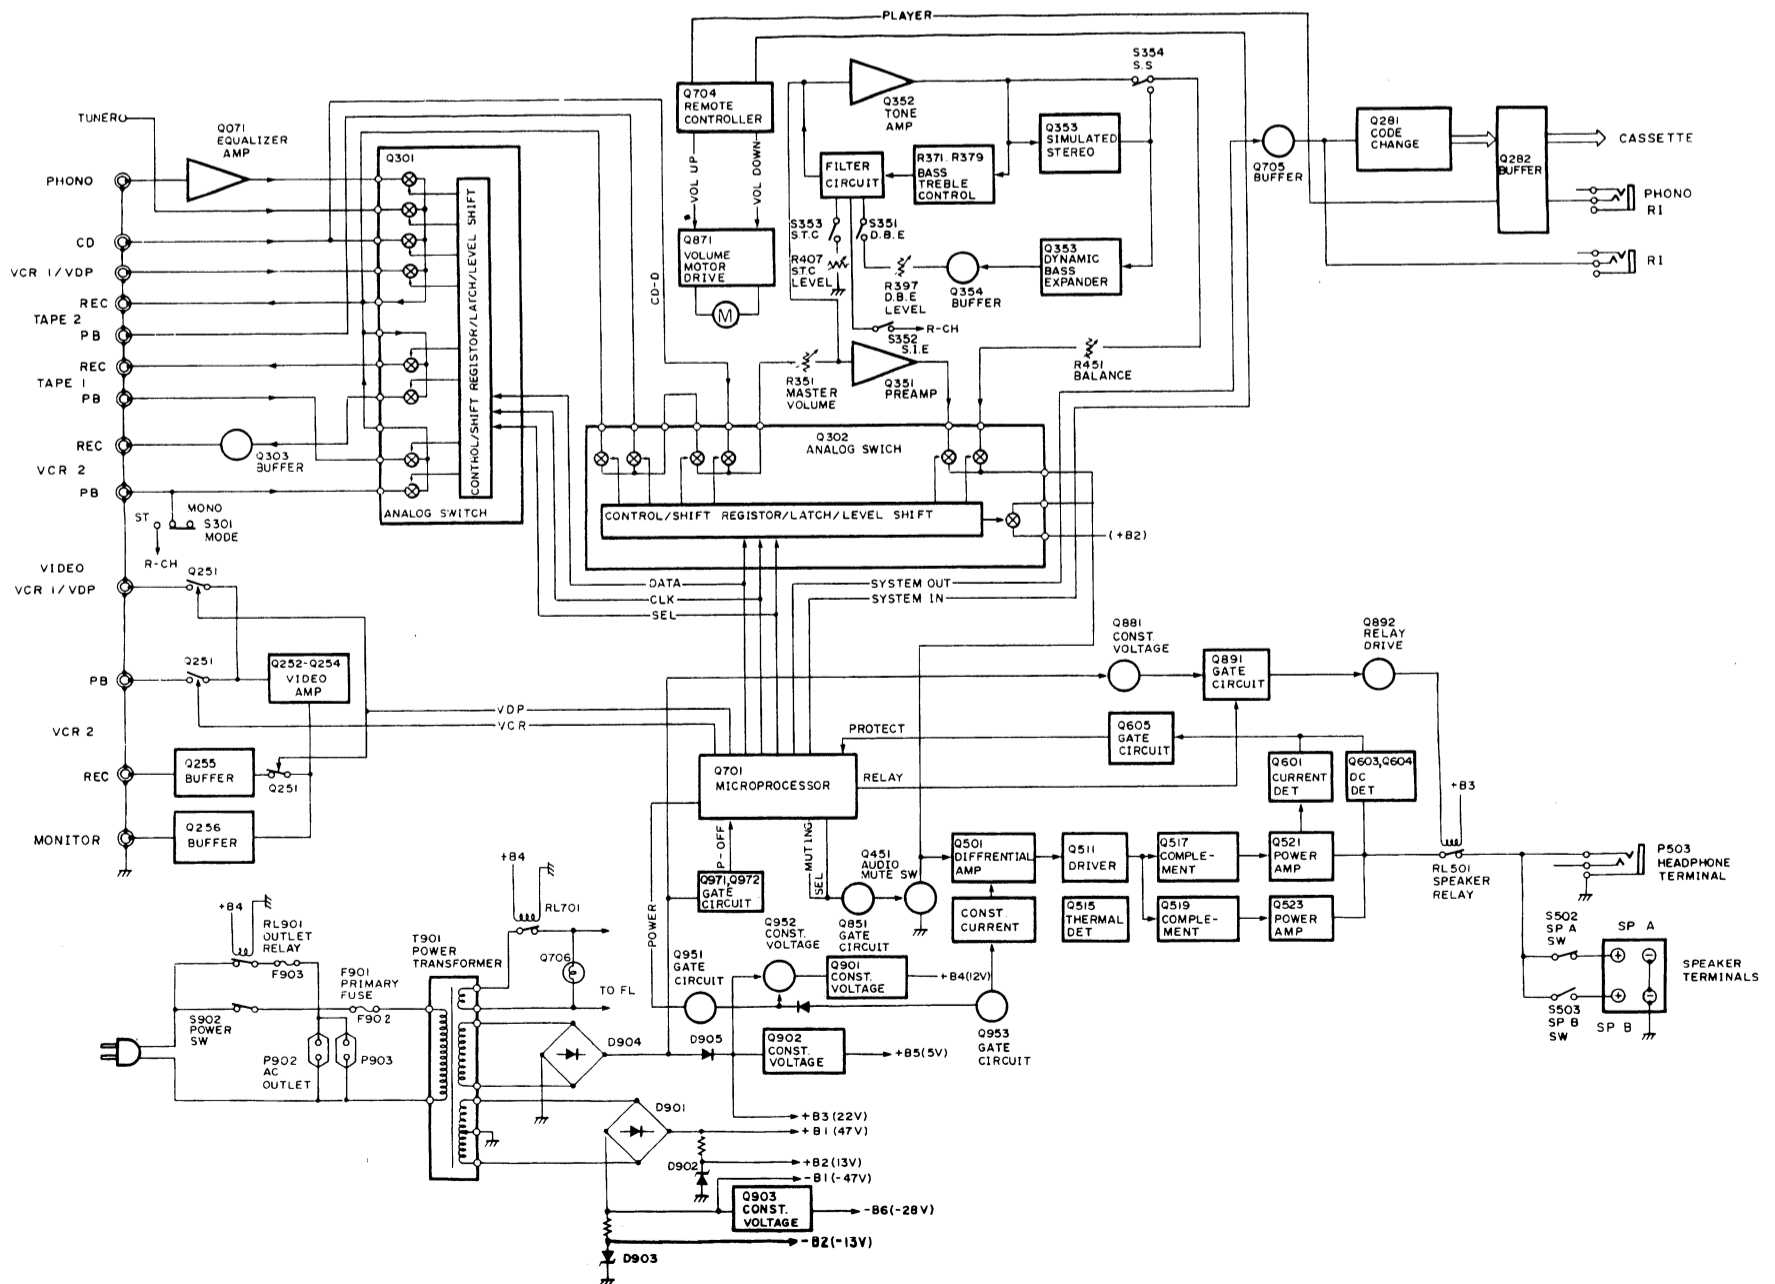 PLAYER
S354
S.S
Q704
REMOTE
CONTROLLER
Q352
TONE
AMP
TUNER
Q071
EQUALIZER
AMP
Q301
Q353
SIMULATED
STEREO
Q281
CODE
CHANGE
CASSETTE
Q705
BUFFER
Q282
BUFFER
PHONO
VOL UP
VOL DOWN
FILTER
CIRCUIT
R371. R379
BASS
TREBLE
CONTROL
PHONO
RI
S353
S.T.C
S351
D.B.E
CD
Q871
VOLUME
MOTOR
DRIVE
Q353
DYNAMIC
BASS
EXPANDER
RI
VCR 1/VDP
R407
ST.C
LEVEL
R397
D.B.E
LEVEL
Q354
BUFFER
CD-D
REC
TAPE 2
PB
M
R-CH
S352
S.I.E
REC
TAPE 1
PB
R351
MASTER
VOLUME
Q351
PREAMP
R451
BALANCE
CONTROL/SHIFT REGISTOR/LATCH/LEVEL SHIFT
REC
Q303
BUFFER
VCR 2
PB
Q302
ANALOG SWICH
ST
MONO
S301
MODE
ANALOG SWITCH
CONTROL/SHIFT REGISTOR/LATCH/LEVEL SHIFT
(+B2)
R-CH
VIDEO
VCR 1/VDP
Q251
DATA
CLK
SEL
SYSTEM OUT
SYSTEM IN
Q881
CONST.
VOLTAGE
Q892
RELAY
DRIVE
PB
Q251
Q252-Q254
VIDEO
AMP
Q891
GATE
CIRCUIT
VDP
VCR
VCR 2
PROTECT
Q605
GATE
CIRCUIT
REC
Q255
BUFFER
Q251
Q701
MICROPROCESSOR
RELAY
Q601
CURRENT
DET
Q603,Q604
DC
DET
+B3
MONITOR
Q256
BUFFER
P-OFF
MUTING
SEL
Q451
AUDIO
MUTE SW
Q501
DIFFRENTIAL
AMP
Q511
DRIVER
Q517
COMPLE-
MENT
Q521
POWER
AMP
RL501
SPEAKER
RELAY
P503
HEADPHONE
TERMINAL
+B4
RL701
Q971,Q972
GATE
CIRCUIT
Q851
GATE
CIRCUIT
CONST.
CURRENT
Q515
THERMAL
DET
Q519
COMPLE-
MENT
Q523
POWER
AMP
+B4
RL901
OUTLET
RELAY
F903
T901
POWER
TRANSFORMER
POWER
Q952
CONST.
VOLTAGE
Q951
GATE
CIRCUIT
Q901
CONST.
VOLTAGE
+B4(12V)
S502
SP A
SW
SP A
SPEAKER
TERMINALS
F901
PRIMARY
FUSE
F902
Q706
TO FL
S902
POWER
SW
P902
AC
OUTLET
P903
D904
D905
Q902
CONST.
VOLTAGE
+B5(5V)
Q953
GATE
CIRCUIT
S503
SP B
SW
SP B
D901
+B3(22V)
+B1(47V)
D902
+B2(13V)
-B1(-47V)
Q903
CONST.
VOLTAGE
-B6(-28V)
-B2(-13V)
D903